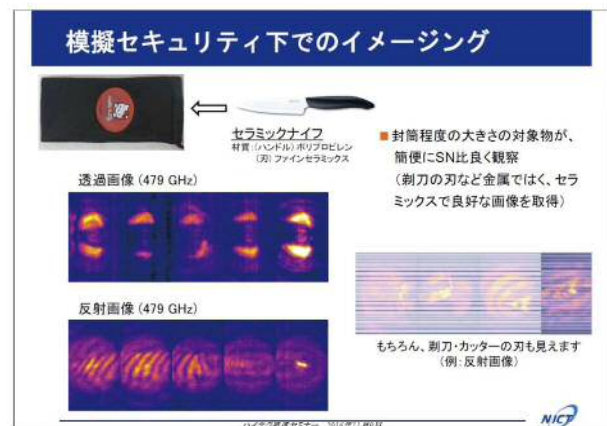 模擬セキュリティ下でのイメージング
セラミックナイフ
材質:(ハンドル) ポリプロピレン
(刃) ファインセラミックス
■封筒程度の大きさの対象物が、
簡便にSN比良く観察
(剃刀の刃など金属ではく、セラ
ミックスで良好な画像を取得)
透過画像 (479 GHz)
反射画像 (479 GHz)
もちろん、剃刀・カッターの刃も見えます
(例:反射画像)
NICT